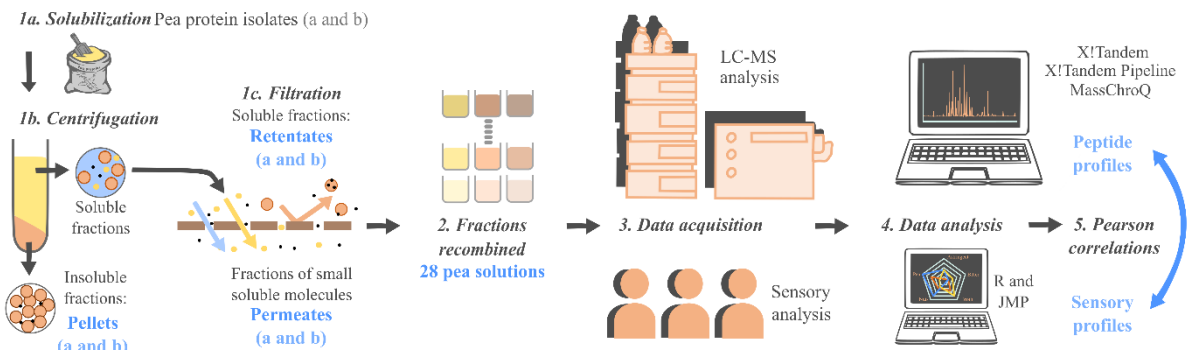 1a. Solubilization Pea protein isolates (a and b)
1b. Centrifugation
Soluble
fractions
Insoluble
fractions:
Pellets
(a and b)
1c. Filtration
Soluble fractions:
Retentates
(a and b)
Fractions of small
soluble molecules
Permeates
(a and b)
2. Fractions
recombined
28 pea solutions
LC-MS
analysis
3. Data acquisition
Sensory
analysis
X!Tandem
X!Tandem Pipeline
MassChroQ
4. Data analysis
R and
JMP
Peptide
profiles
5. Pearson
correlations
Sensory
profiles